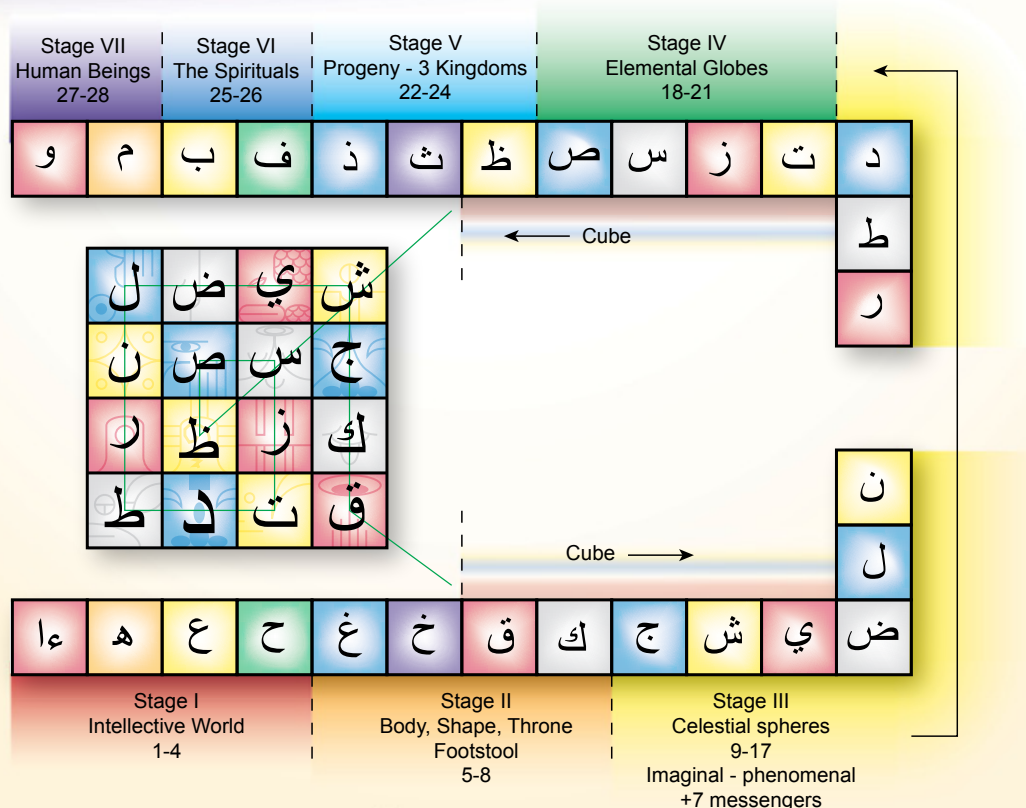 Stage VII
Human Beings
27-28
Stage VI
The Spirituals
25-26
Stage V
Progeny - 3 Kingdoms
22-24
Stage IV
Elemental Globes
18-21
و م ب ف ذ ث ظ ص س ز ت د
ط
ر
Cube
ل ض ي ش
ن ص س ج
ر ظ ز ك
ط د ت ق
Cube
ن
ل
ءا ه ع ح غ خ ق ك ج ش ي ض
Stage I
Intellective World
1-4
Stage II
Body, Shape, Throne
Footstool
5-8
Stage III
Celestial spheres
9-17
Imaginal - phenomenal
+7 messengers